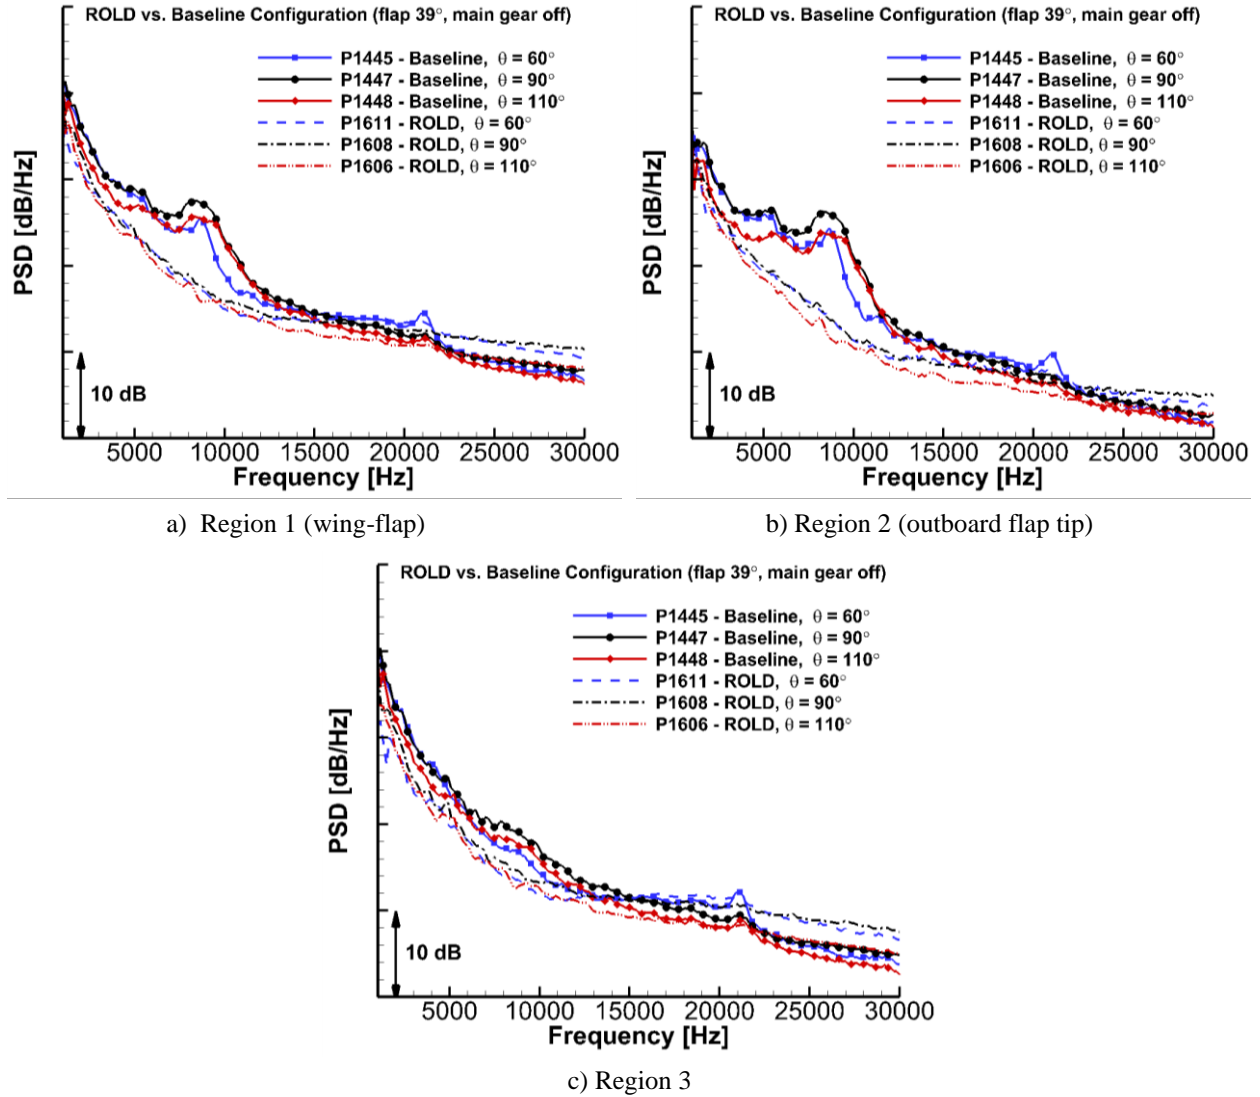 ROLD vs. Baseline Configuration (flap 39°, main gear off)
P1445 - Baseline, θ = 60°
P1447 - Baseline, θ = 90°
P1448 - Baseline, θ = 110°
P1611 - ROLD, θ = 60°
P1608 - ROLD, θ = 90°
P1606 - ROLD, θ = 110°
PSD [dB/Hz]
10 dB
5000 10000 15000 20000 25000 30000
Frequency [Hz]
a) Region 1 (wing-flap)
ROLD vs. Baseline Configuration (flap 39°, main gear off)
P1445 - Baseline, θ = 60°
P1447 - Baseline, θ = 90°
P1448 - Baseline, θ = 110°
P1611 - ROLD, θ = 60°
P1608 - ROLD, θ = 90°
P1606 - ROLD, θ = 110°
PSD [dB/Hz]
10 dB
5000 10000 15000 20000 25000 30000
Frequency [Hz]
b) Region 2 (outboard flap tip)
ROLD vs. Baseline Configuration (flap 39°, main gear off)
P1445 - Baseline, θ = 60°
P1447 - Baseline, θ = 90°
P1448 - Baseline, θ = 110°
P1611 - ROLD, θ = 60°
P1608 - ROLD, θ = 90°
P1606 - ROLD, θ = 110°
PSD [dB/Hz]
10 dB
5000 10000 15000 20000 25000 30000
Frequency [Hz]
c) Region 3